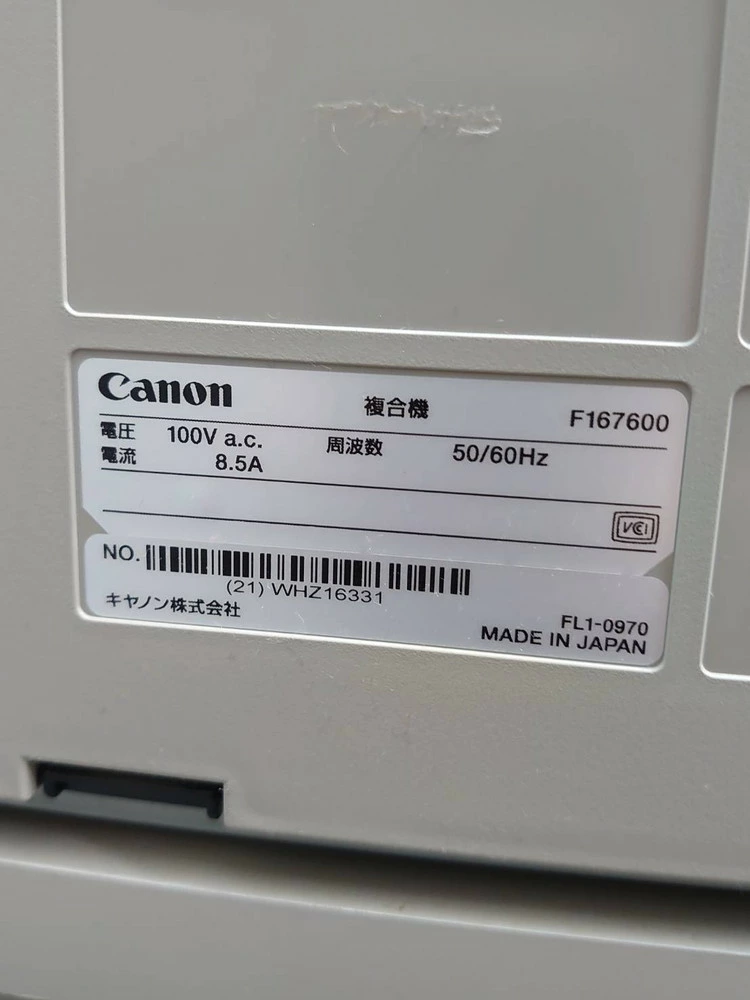 Canon 複合機 F167600
電圧 100V a.c. 周波数 50/60Hz
電流 8.5A
VCI
NO.
(21) WHZ16331
キヤノン株式会社 FL1-0970
MADE IN JAPAN